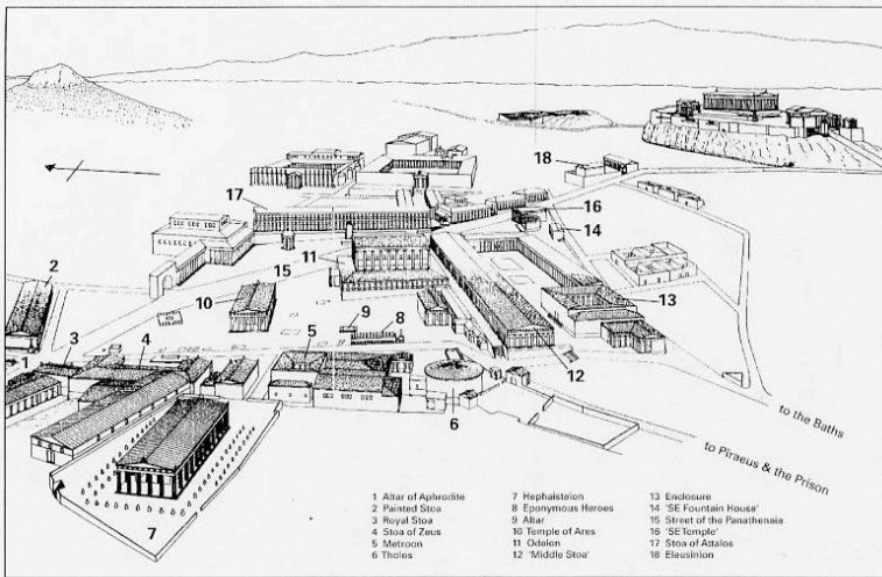 18
17
16
14
2
11
15
13
10
9
8
3
4
5
1
12
6
to the Baths
to Piraeus & the Prison
7
1 Altar of Aphrodite
2 Painted Stoa
3 Royal Stoa
4 Stoa of Zeus
5 Metroon
6 Tholos
7 Hephaisteion
8 Eponymous Heroes
9 Altar
10 Temple of Ares
11 Odeion
12 'Middle Stoa'
13 Enclosure
14 'SE Fountain House'
15 Street of the Panathenaia
16 'SE Temple'
17 Stoa of Attalos
18 Eleusinion